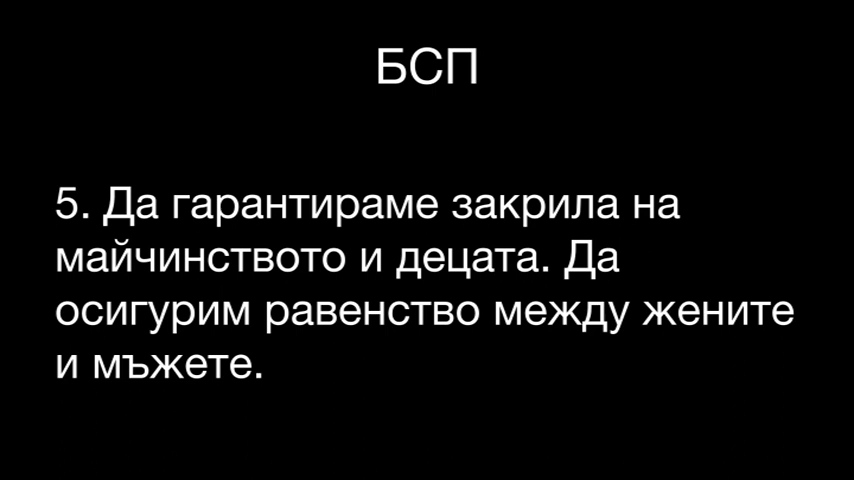 БСП
5. Да гарантираме закрила на
майчинството и децата. Да
осигурим равенство между жените
и мъжете.